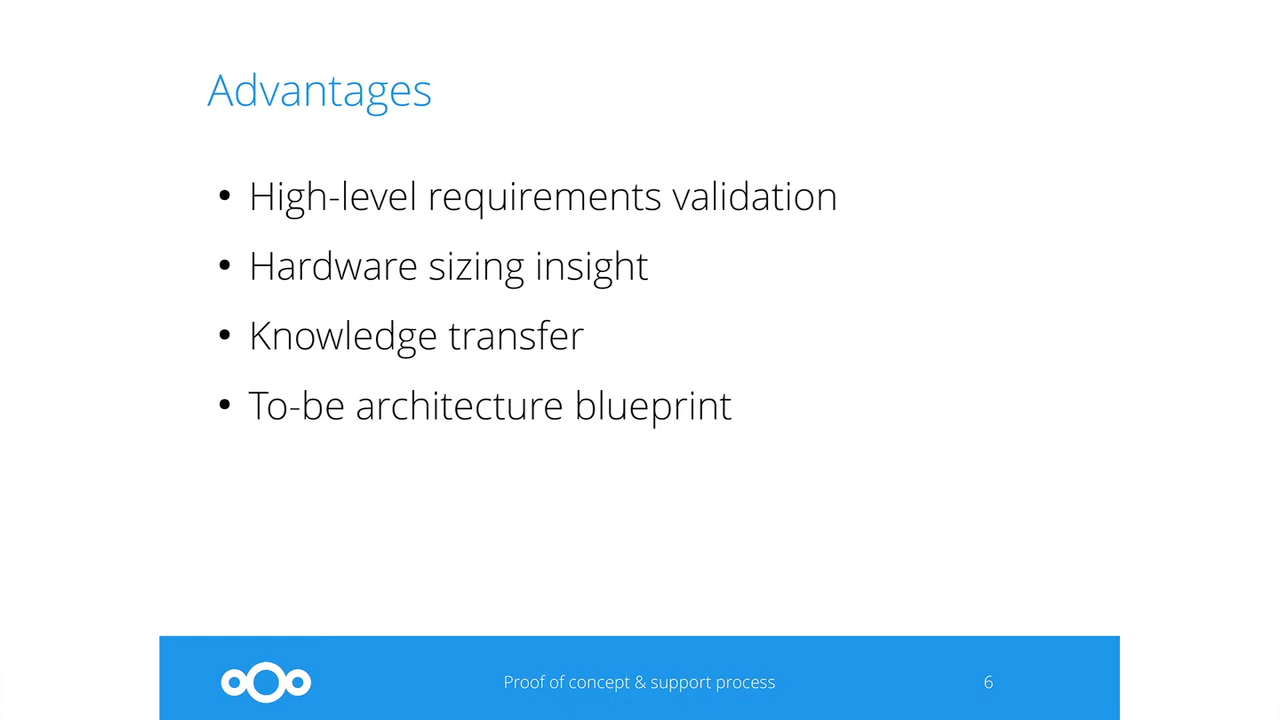 Advantages
• High-level requirements validation
• Hardware sizing insight
• Knowledge transfer
• To-be architecture blueprint
Proof of concept & support process
6